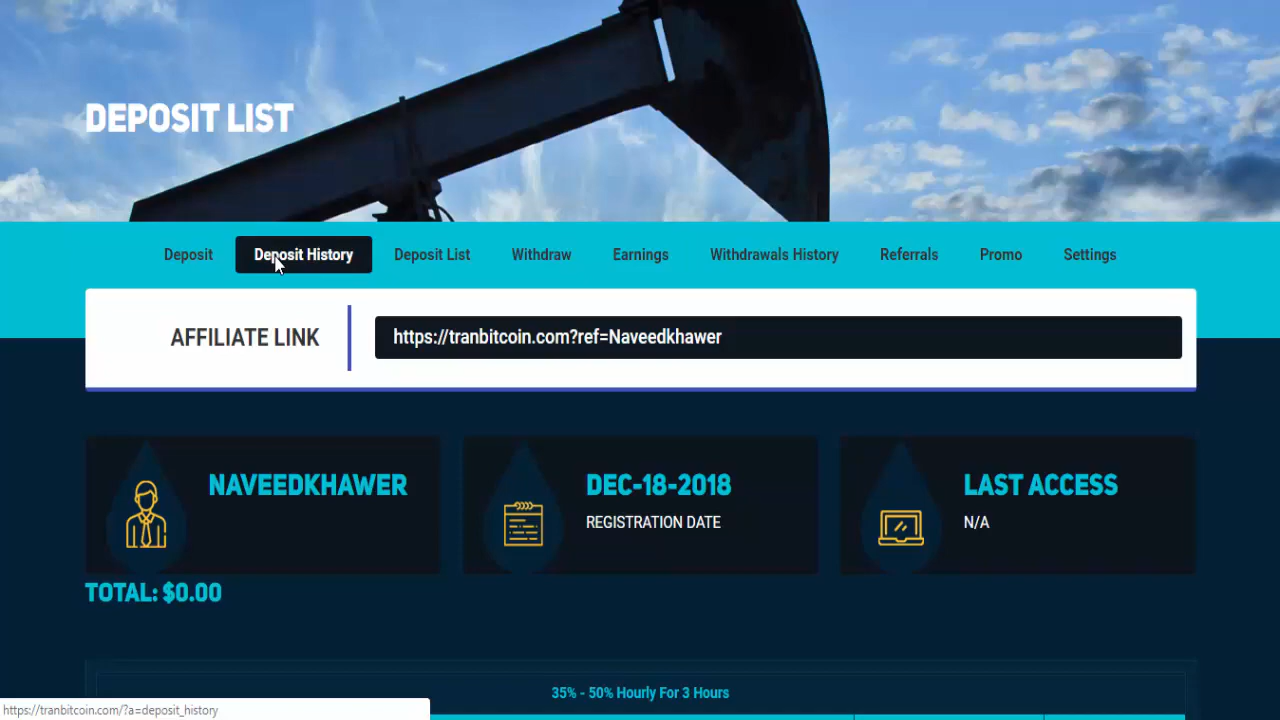 DEPOSIT LIST
Deposit Deposit History Deposit List Withdraw Earnings Withdrawals History Referrals Promo Settings
AFFILIATE LINK https://tranbitcoin.com?ref=Naveedkhawer
NAVEEDKHAWER DEC-18-2018 LAST ACCESS
REGISTRATION DATE N/A
TOTAL: $0.00
35% - 50% Hourly For 3 Hours
https://tranbitcoin.com/?a=deposit_history